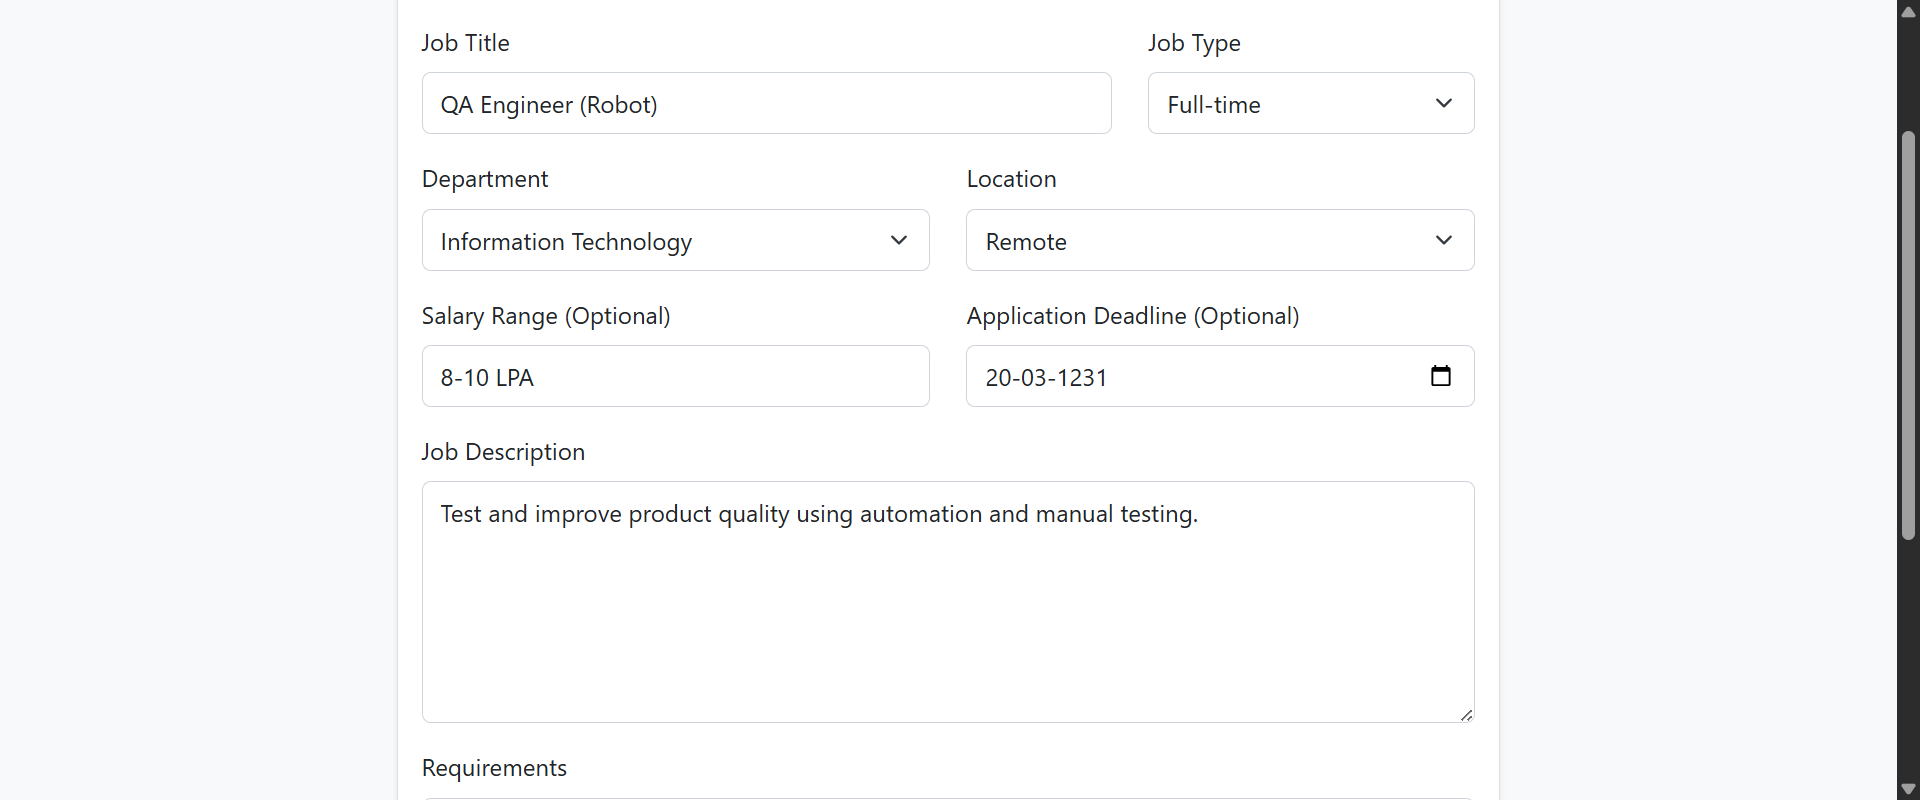 Job Title
Job Type
QA Engineer (Robot)
Full-time
Department
Location
Information Technology
Remote
Salary Range (Optional)
Application Deadline (Optional)
8-10 LPA
20-03-1231
Job Description
Test and improve product quality using automation and manual testing.
Requirements